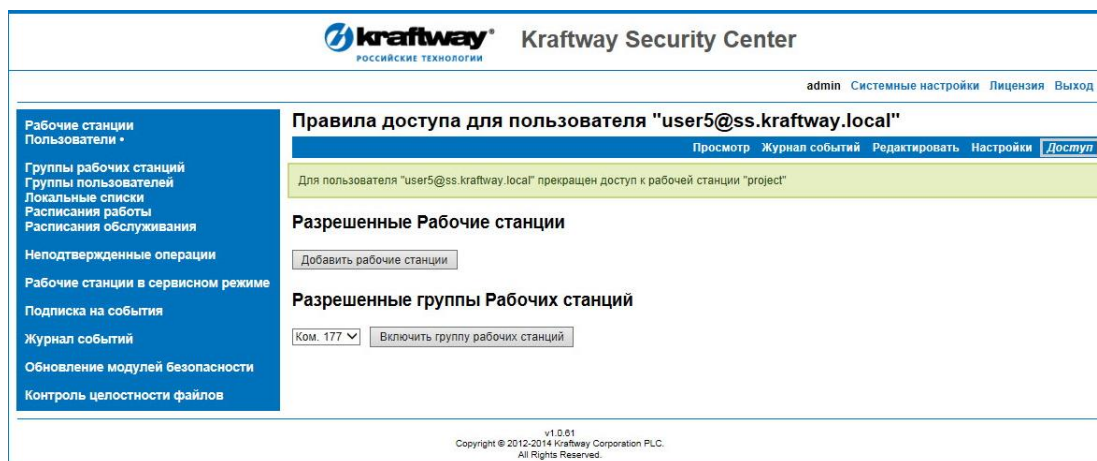 kraftway®
РОССИЙСКИЕ ТЕХНОЛОГИИ
Kraftway Security Center
admin Системные настройки Лицензия Выход
Рабочие станции
Пользователи •
Группы рабочих станций
Группы пользователей
Локальные списки
Расписания работы
Расписания обслуживания
Неподтвержденные операции
Рабочие станции в сервисном режиме
Подписка на события
Журнал событий
Обновление модулей безопасности
Контроль целостности файлов
Правила доступа для пользователя "user5@ss.kraftway.local"
Просмотр Журнал событий Редактировать Настройки Доступ
Для пользователя "user5@ss.kraftway.local" прекращен доступ к рабочей станции "project"
Разрешенные Рабочие станции
Добавить рабочие станции
Разрешенные группы Рабочих станций
Ком. 177 Включить группу рабочих станций
v1.0.61
Copyright © 2012-2014 Kraftway Corporation PLC.
All Rights Reserved.